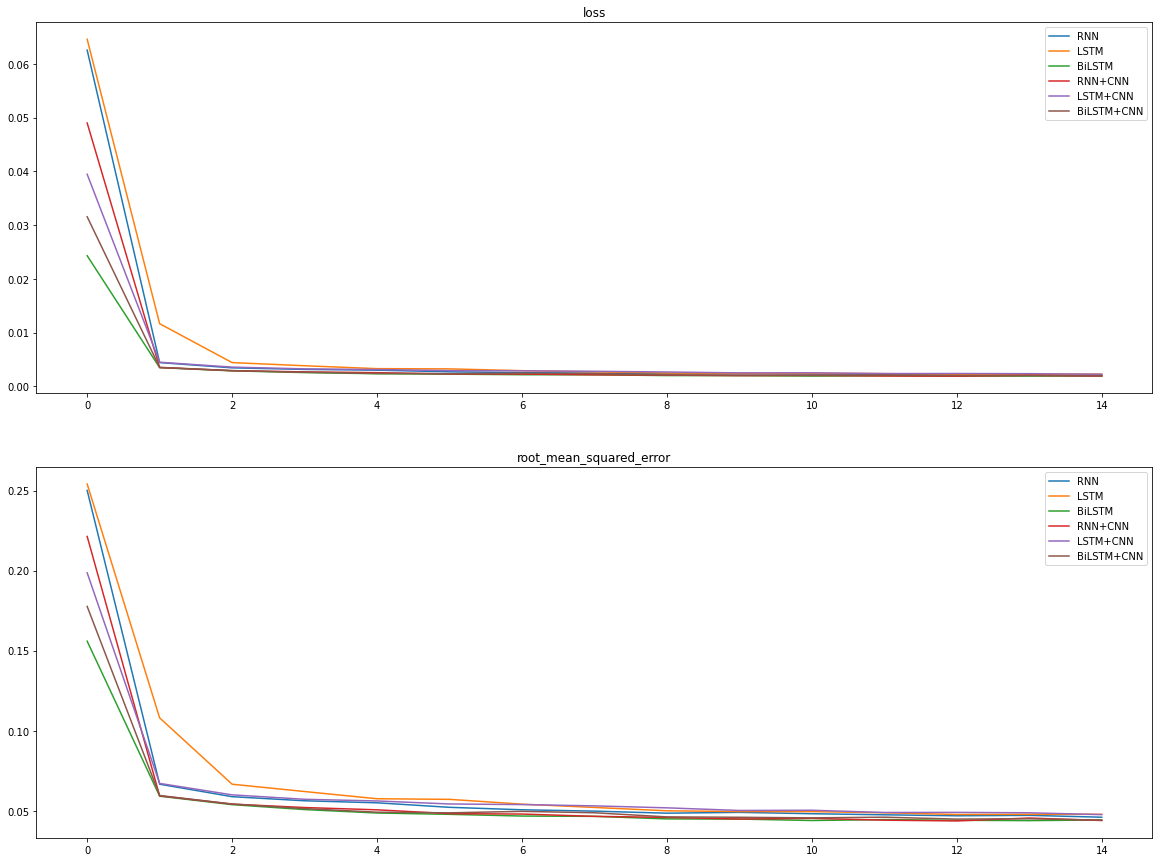 loss
0.06
0.05
0.04
0.03
0.02
0.01
0.00
0 2 4 6 8 10 12 14
RNN
LSTM
BiLSTM
RNN+CNN
LSTM+CNN
BiLSTM+CNN
root_mean_squared_error
0.25
0.20
0.15
0.10
0.05
0 2 4 6 8 10 12 14
RNN
LSTM
BiLSTM
RNN+CNN
LSTM+CNN
BiLSTM+CNN